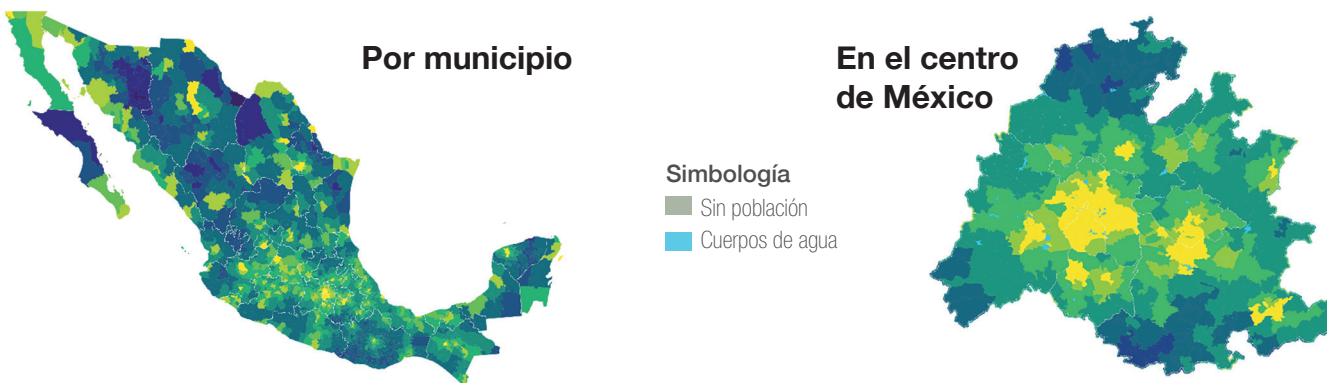 Por municipio
En el centro
de México
Simbología
Sin población
Cuerpos de agua